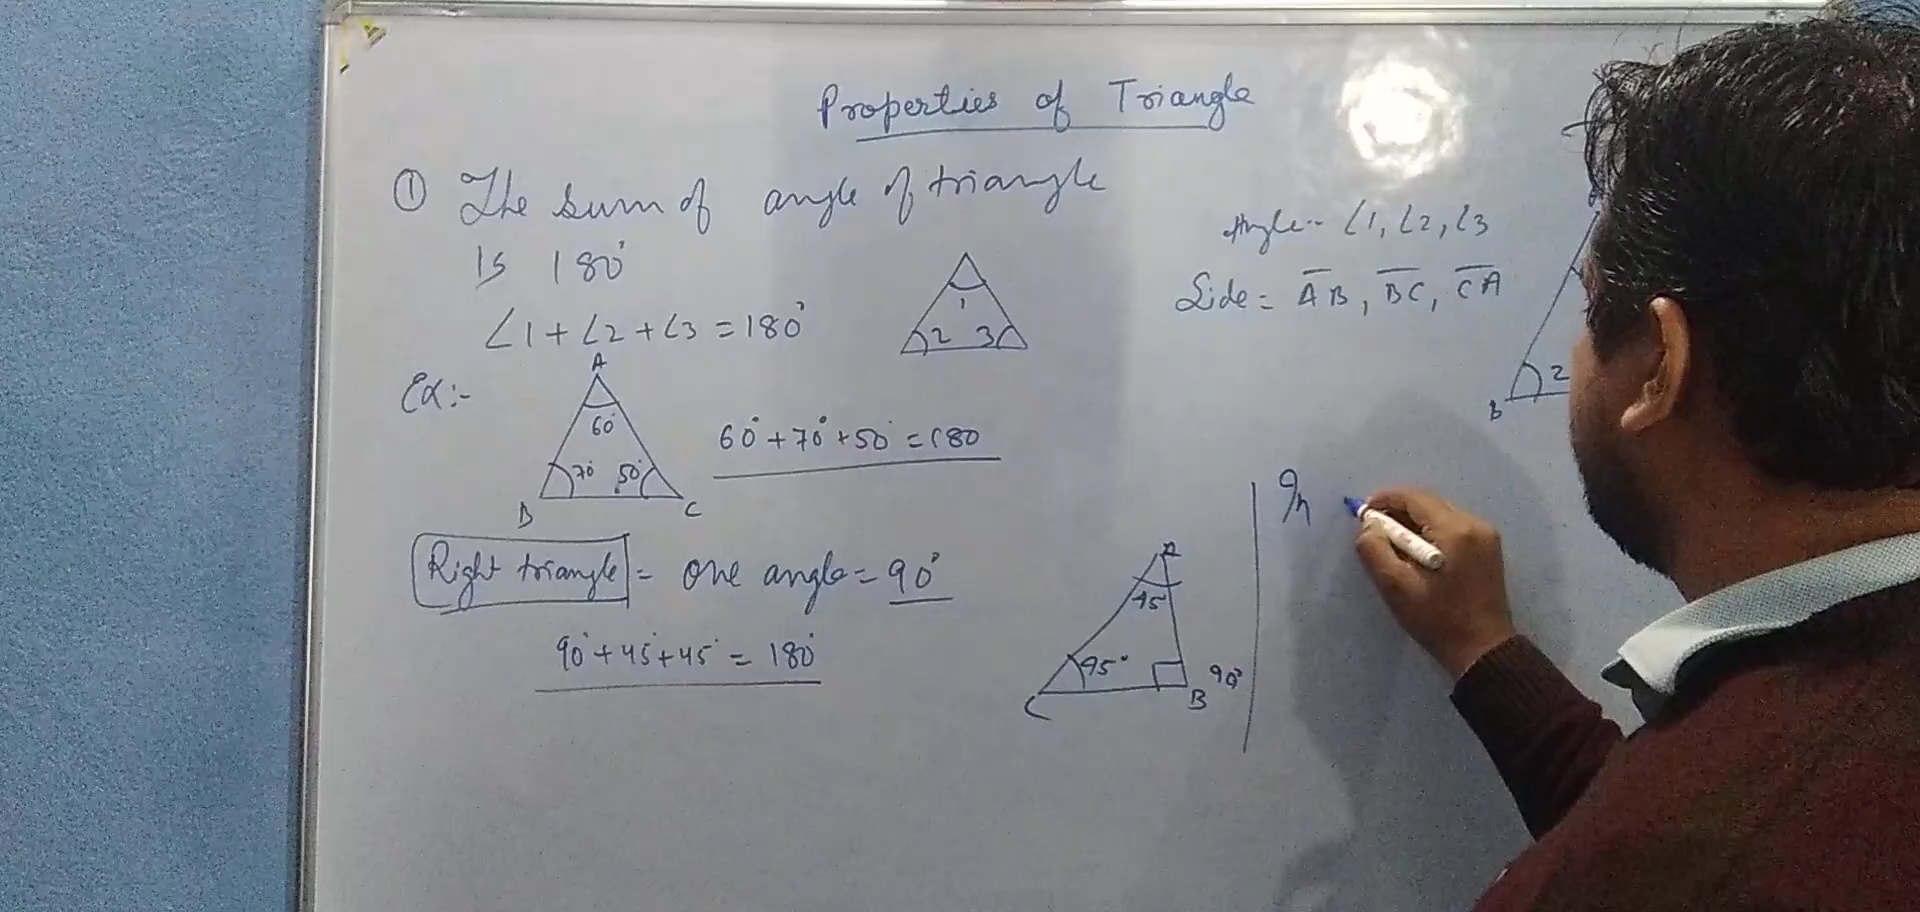 Properties of Triangle
① The sum of angle of triangle
is 180°
∠1 + ∠2 + ∠3 = 180°
1
2 3
Ex:-
A
60°
70° 50°
B C
60° + 70° + 50° = 180
Right triangle = one angle = 90°
90° + 45° + 45° = 180°
A
45°
45°
C B 90°
Angle - ∠1, ∠2, ∠3
Side = AB, BC, CA
2
B
In